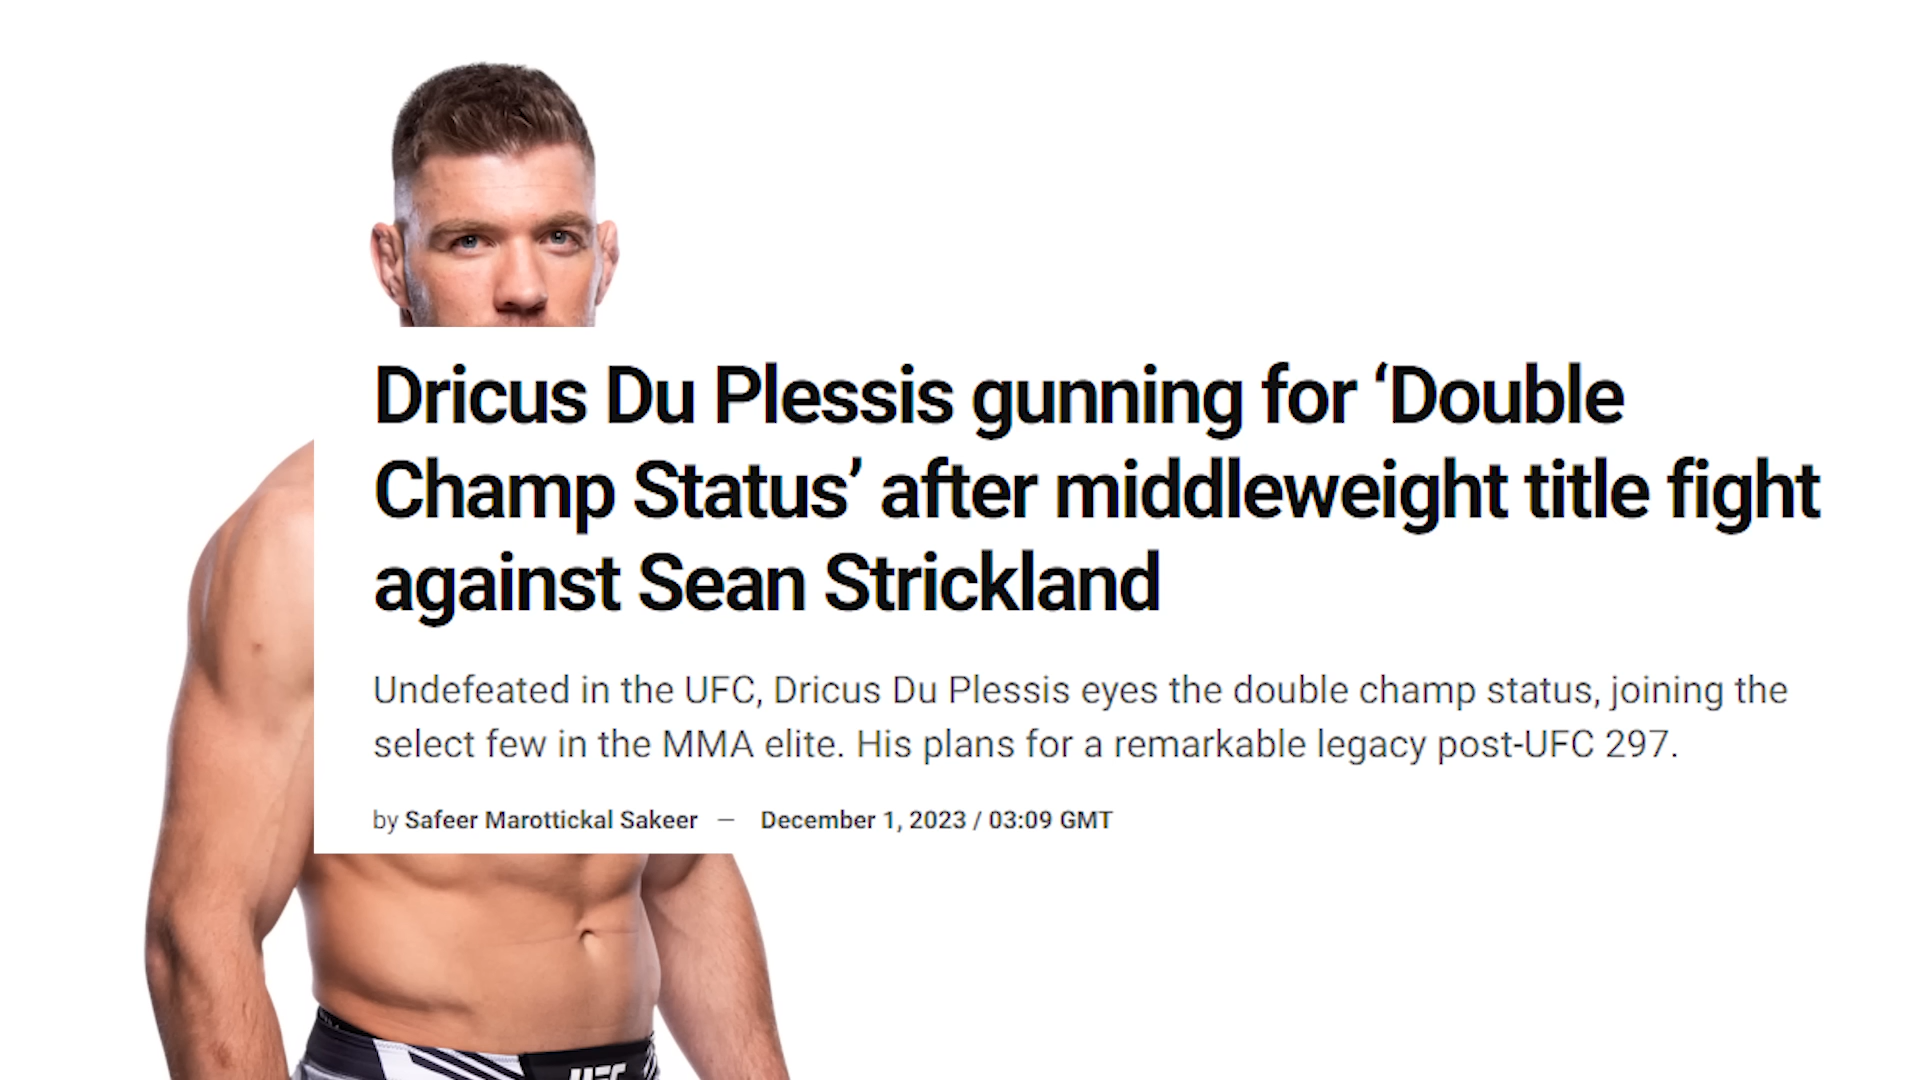 Dricus Du Plessis gunning for ‘Double
Champ Status’ after middleweight title fight
against Sean Strickland
Undefeated in the UFC, Dricus Du Plessis eyes the double champ status, joining the
select few in the MMA elite. His plans for a remarkable legacy post-UFC 297.
by Safeer Marottickal Sakeer — December 1, 2023 / 03:09 GMT
UFC